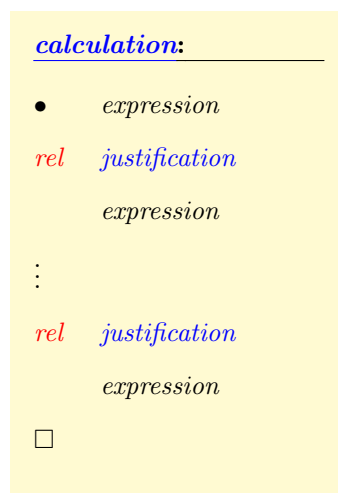 calculation:
• expression
rel justification
expression
⋮
rel justification
expression
□